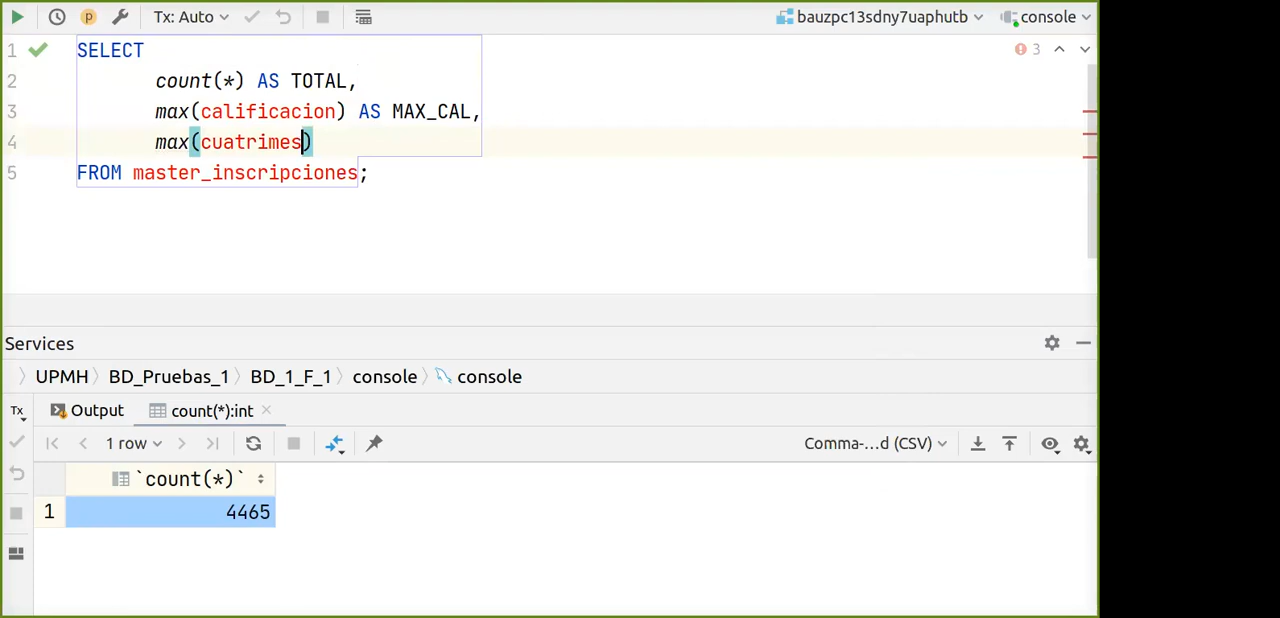 Tx: Auto
bauzpc13sdny7uaphutb
console
1 SELECT
3
2 count(*) AS TOTAL,
3 max(calificacion) AS MAX_CAL,
4 max(cuatrimes)
5 FROM master_inscripciones;
Services
UPMH
BD_Pruebas_1
BD_1_F_1
console
console
Tx
Output
count(*):int
1 row
Comma-...d (CSV)
`count(*)`
1 4465